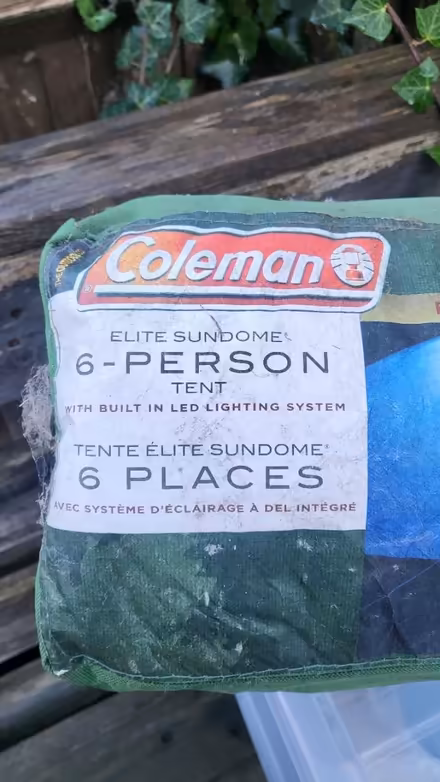 Coleman
ELITE SUNDOME
6-PERSON
TENT
WITH BUILT IN LED LIGHTING SYSTEM
TENTE ÉLITE SUNDOME
6 PLACES
AVEC SYSTÈME D'ÉCLAIRAGE À DEL INTÉGRÉ